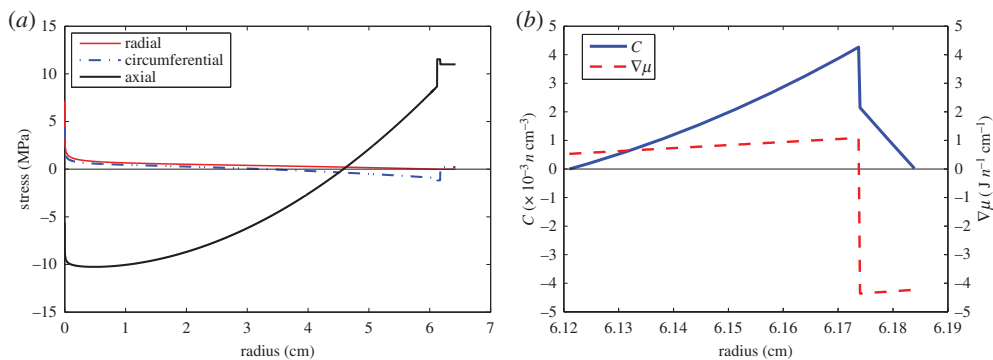 (a)
15
10
5
0
−5
−10
−15
stress (MPa)
radial
circumferential
axial
0 1 2 3 4 5 6 7
radius (cm)
(b)
5
4
3
2
1
0
−1
−2
−3
−4
−5
C (× 10⁻³ n cm⁻³)
C
∇μ
5
4
3
2
1
0
−1
−2
−3
−4
−5
∇μ (J n⁻¹ cm⁻¹)
6.12 6.13 6.14 6.15 6.16 6.17 6.18 6.19
radius (cm)